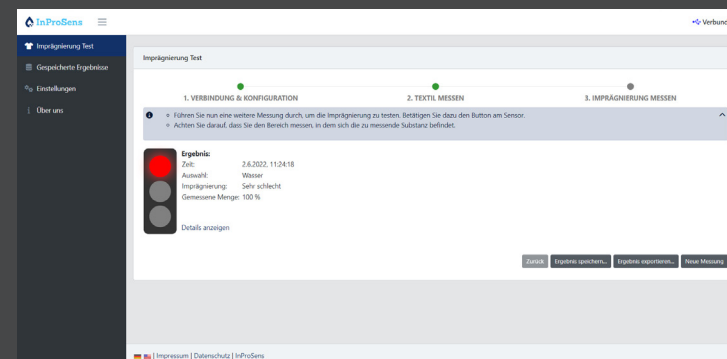 InProSens
Verbund
Imprägnierung Test
Gespeicherte Ergebnisse
Einstellungen
Über uns
Imprägnierung Test
1. VERBINDUNG & KONFIGURATION
2. TEXTIL MESSEN
3. IMPRÄGNIERUNG MESSEN
Führen Sie nun eine weitere Messung durch, um die Imprägnierung zu testen. Betätigen Sie dazu den Button am Sensor.
Achten Sie darauf, dass Sie den Bereich messen, in dem sich die zu messende Substanz befindet.
Ergebnis:
Zeit: 2.6.2022, 11:24:18
Auswahl: Wasser
Imprägnierung: Sehr schlecht
Gemessene Menge: 100 %
Details anzeigen
Zurück Ergebnis speichern... Ergebnis exportieren... Neue Messung
| Impressum | Datenschutz | InProSens